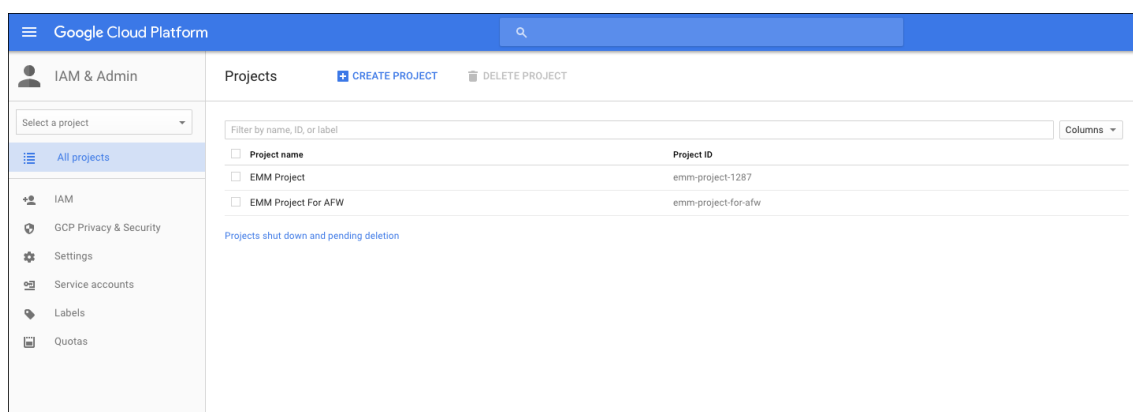 Google Cloud Platform
IAM & Admin
Projects
CREATE PROJECT
DELETE PROJECT
Select a project
All projects
IAM
GCP Privacy & Security
Settings
Service accounts
Labels
Quotas
Filter by name, ID, or label
Columns
Project name Project ID
EMM Project emm-project-1287
EMM Project For AFW emm-project-for-afw
Projects shut down and pending deletion